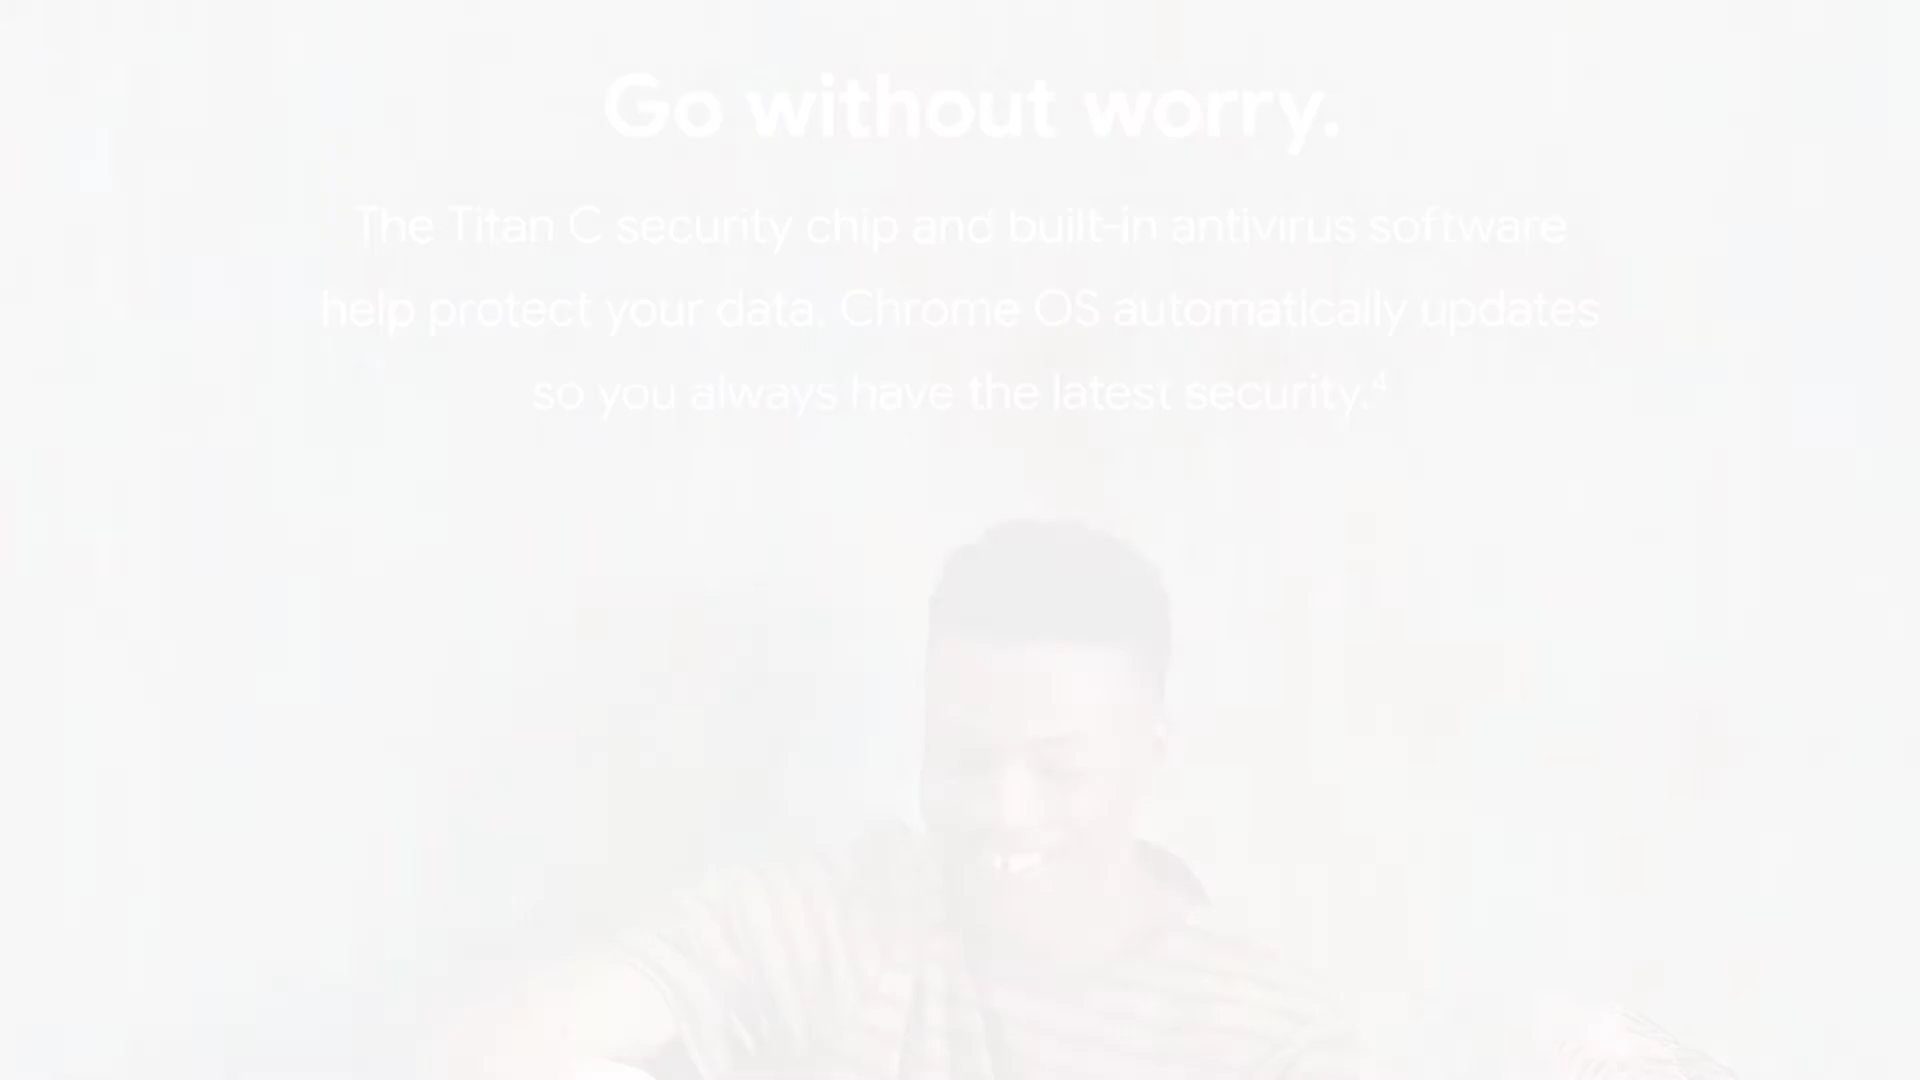 Go without worry.
The Titan C security chip and built-in antivirus software
help protect your data. Chrome OS automatically updates
so you always have the latest security.⁴